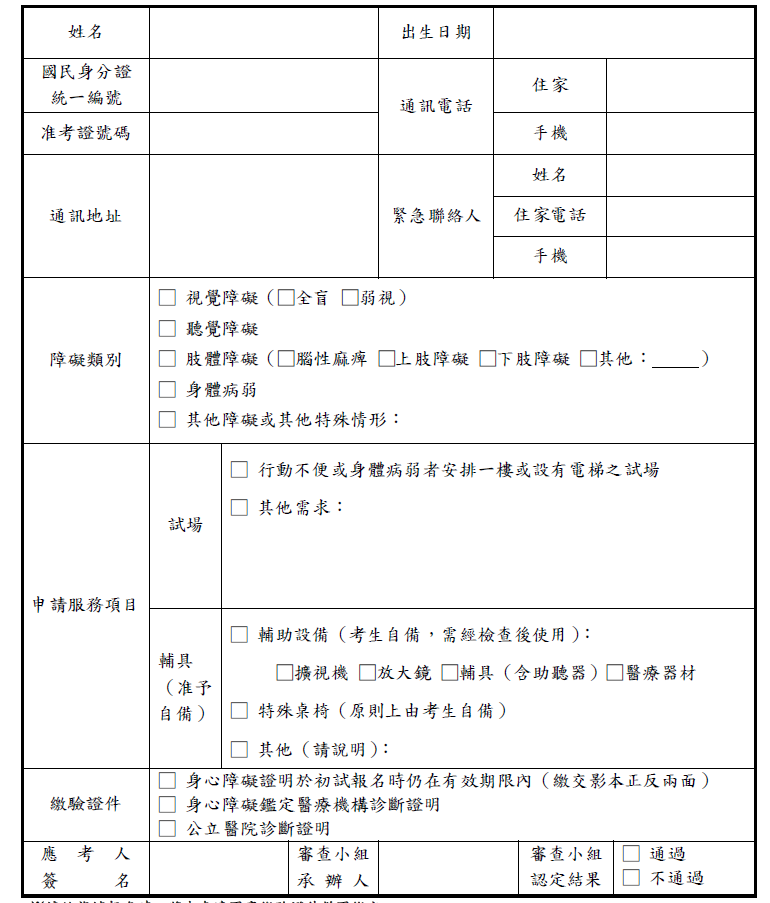 姓名
出生日期
國民身分證
統一編號
通訊電話
住家
准考證號碼
手機
通訊地址
緊急聯絡人
姓名
住家電話
手機
障礙類別
□ 視覺障礙（□全盲 □弱視）
□ 聽覺障礙
□ 肢體障礙（□腦性麻痺 □上肢障礙 □下肢障礙 □其他：_____）
□ 身體病弱
□ 其他障礙或其他特殊情形：
申請服務項目
試場
□ 行動不便或身體病弱者安排一樓或設有電梯之試場
□ 其他需求：
輔具
（准予
自備）
□ 輔助設備（考生自備，需經檢查後使用）：
□擴視機 □放大鏡 □輔具（含助聽器）□醫療器材
□ 特殊桌椅（原則上由考生自備）
□ 其他（請說明）：
繳驗證件
□ 身心障礙證明於初試報名時仍在有效期限內（繳交影本正反兩面）
□ 身心障礙鑑定醫療機構診斷證明
□ 公立醫院診斷證明
應考人
簽名
審查小組
承辦人
審查小組
認定結果
□ 通過
□ 不通過